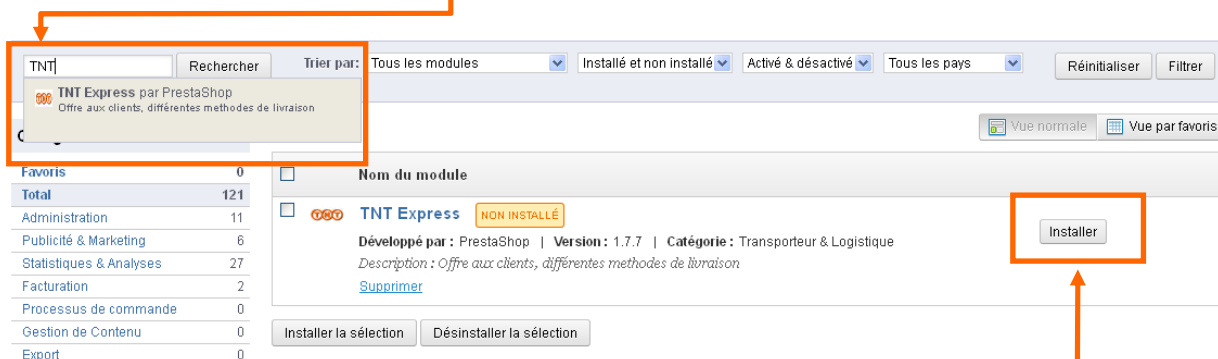 TNT Rechercher Trier par: Tous les modules Installé et non installé Activé & désactivé Tous les pays Réinitialiser Filtrer
TNT Express par PrestaShop
Offre aux clients, différentes methodes de livraison
Vue normale Vue par favoris
Favoris 0
Total 121
Administration 11
Publicité & Marketing 6
Statistiques & Analyses 27
Facturation 2
Processus de commande 0
Gestion de Contenu 0
Export 0
Nom du module
TNT TNT Express NON INSTALLÉ
Installer
Développé par : PrestaShop | Version : 1.7.7 | Catégorie : Transporteur & Logistique
Description : Offre aux clients, différentes methodes de livraison
Supprimer
Installer la sélection Désinstaller la sélection